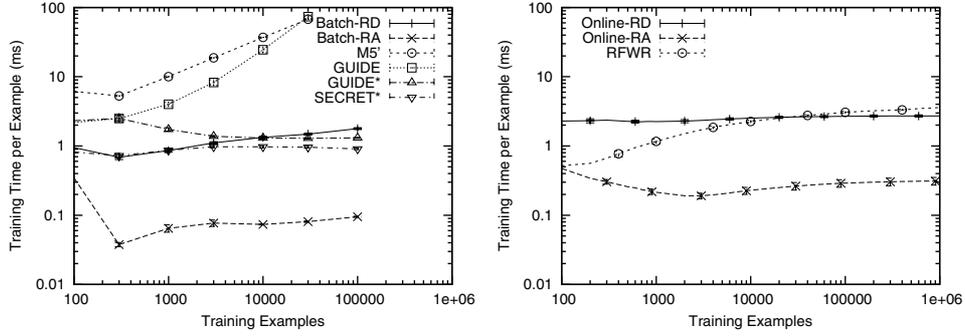 100
10
1
0.1
0.01
Training Time per Example (ms)
100 1000 10000 100000 1e+06
Training Examples
Batch-RD
Batch-RA
M5'
GUIDE
GUIDE*
SECRET*
100
10
1
0.1
0.01
Training Time per Example (ms)
100 1000 10000 100000 1e+06
Training Examples
Online-RD
Online-RA
RFWR